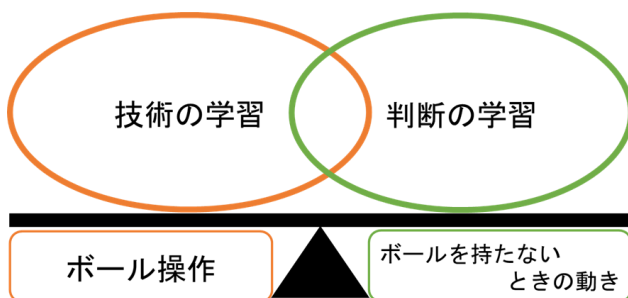 技術の学習
判断の学習
ボール操作
ボールを持たない
ときの動き